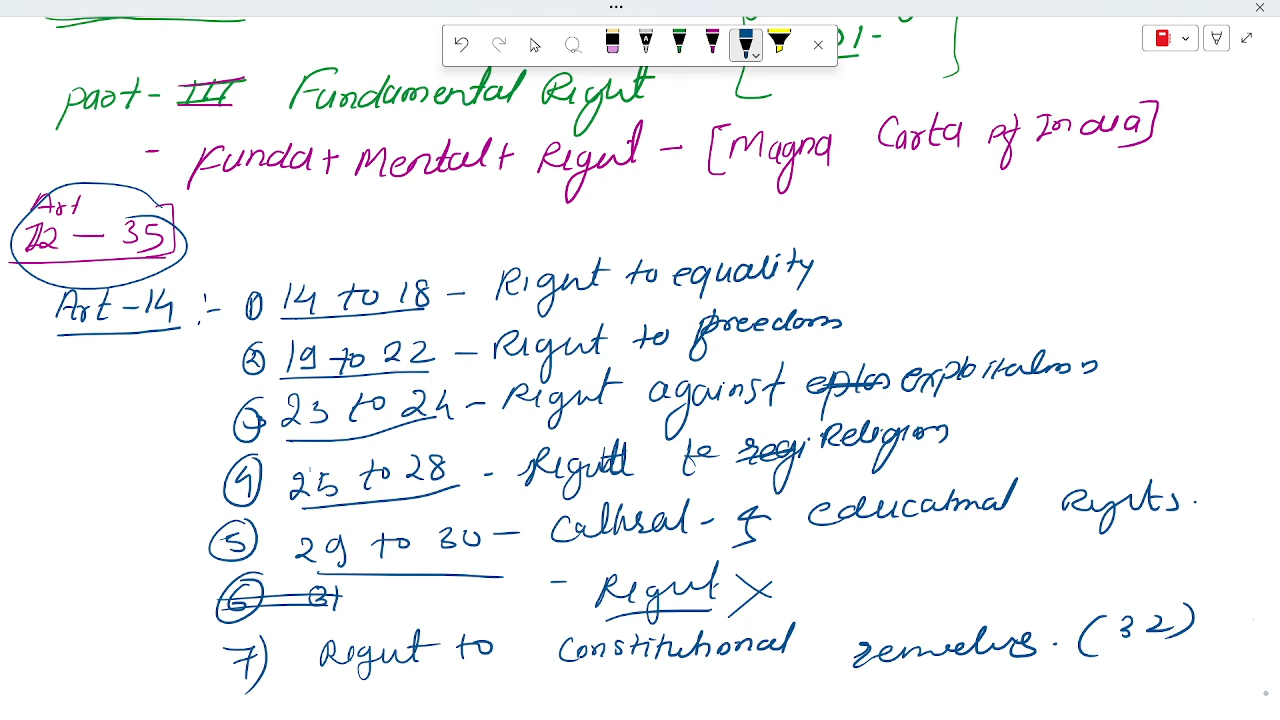 Part - III Fundamental Right
- Funda + Mental + Right - [Magna Carta of India]
Art
12 - 35]
Art - 14 :- 1) 14 to 18 - Right to equality
2) 19 to 22 - Right to freedom
3) 23 to 24 - Right against exploitation
4) 25 to 28 - Right to Religion
5) 29 to 30 - Cultural - & educational Rights.
6 31 - Right X
7) Right to Constitutional remedies. (32)